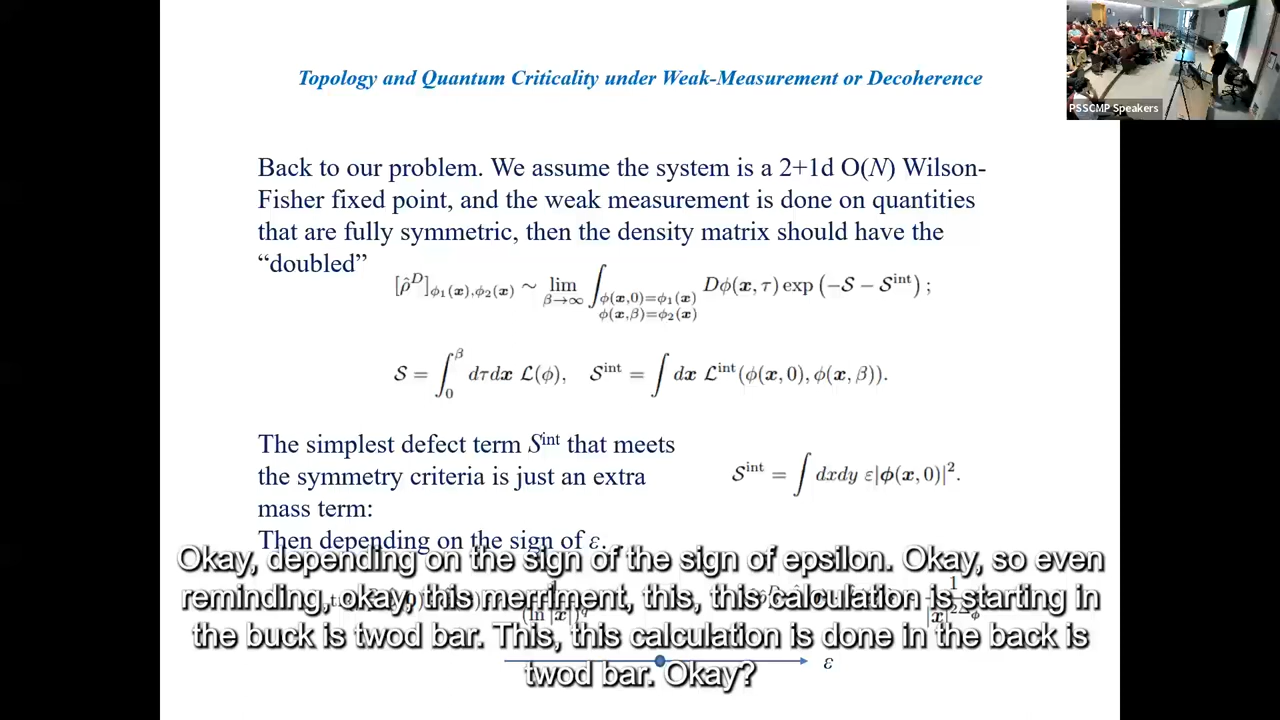 Topology and Quantum Criticality under Weak-Measurement or Decoherence
PSSCMP Speakers
Back to our problem. We assume the system is a 2+1d O(N) Wilson-
Fisher fixed point, and the weak measurement is done on quantities
that are fully symmetric, then the density matrix should have the
“doubled”
[ρ̂^D]_{ϕ₁(x),ϕ₂(x)} ∼ lim_{β→∞} ∫_{ϕ(x,0)=ϕ₁(x) ϕ(x,β)=ϕ₂(x)} Dϕ(x,τ) exp (−S − S^int) ;
S = ∫₀^β dτdx L(ϕ), S^int = ∫ dx L^int(ϕ(x,0), ϕ(x,β)).
The simplest defect term S^int that meets
the symmetry criteria is just an extra
mass term:
S^int = ∫ dxdy ε|ϕ(x,0)|².
Then depending on the sign of ε.
Okay, depending on the sign of the sign of epsilon. Okay, so even
reminding, okay, this merriment, this, this calculation is starting in
the buck is twod bar. This, this calculation is done in the back is
twod bar. Okay?
ε